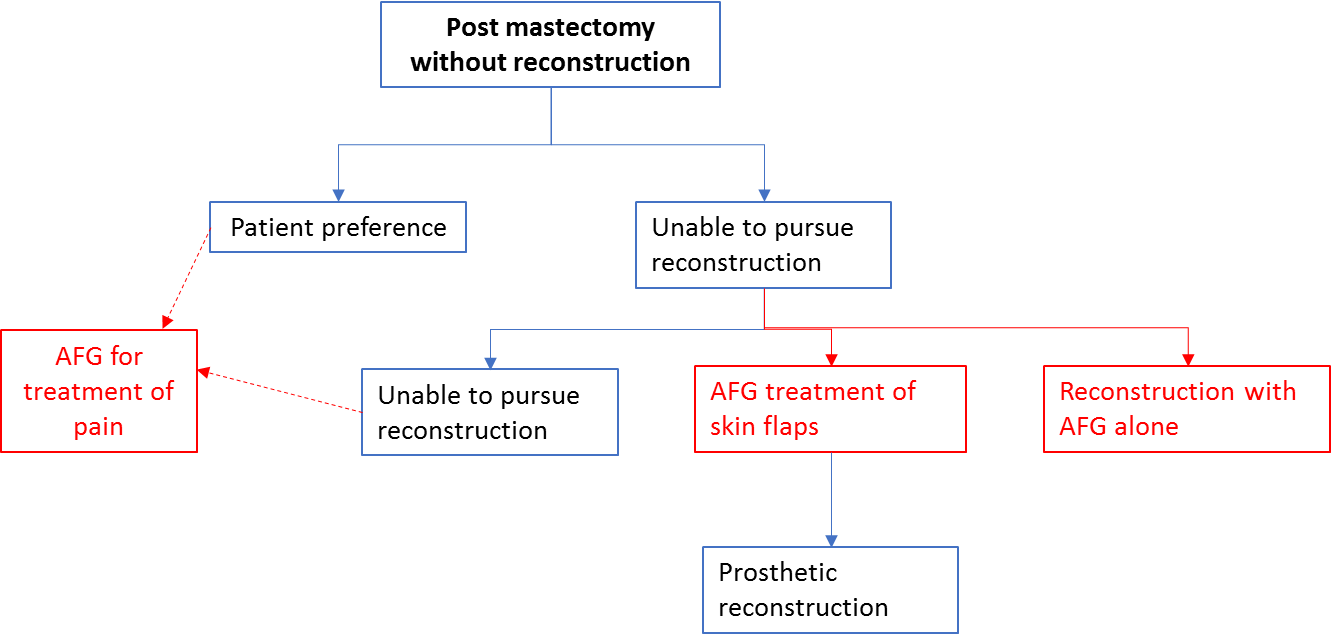 Post mastectomy
without reconstruction
Patient preference
Unable to pursue
reconstruction
AFG for
treatment of
pain
Unable to pursue
reconstruction
AFG treatment of
skin flaps
Reconstruction with
AFG alone
Prosthetic
reconstruction